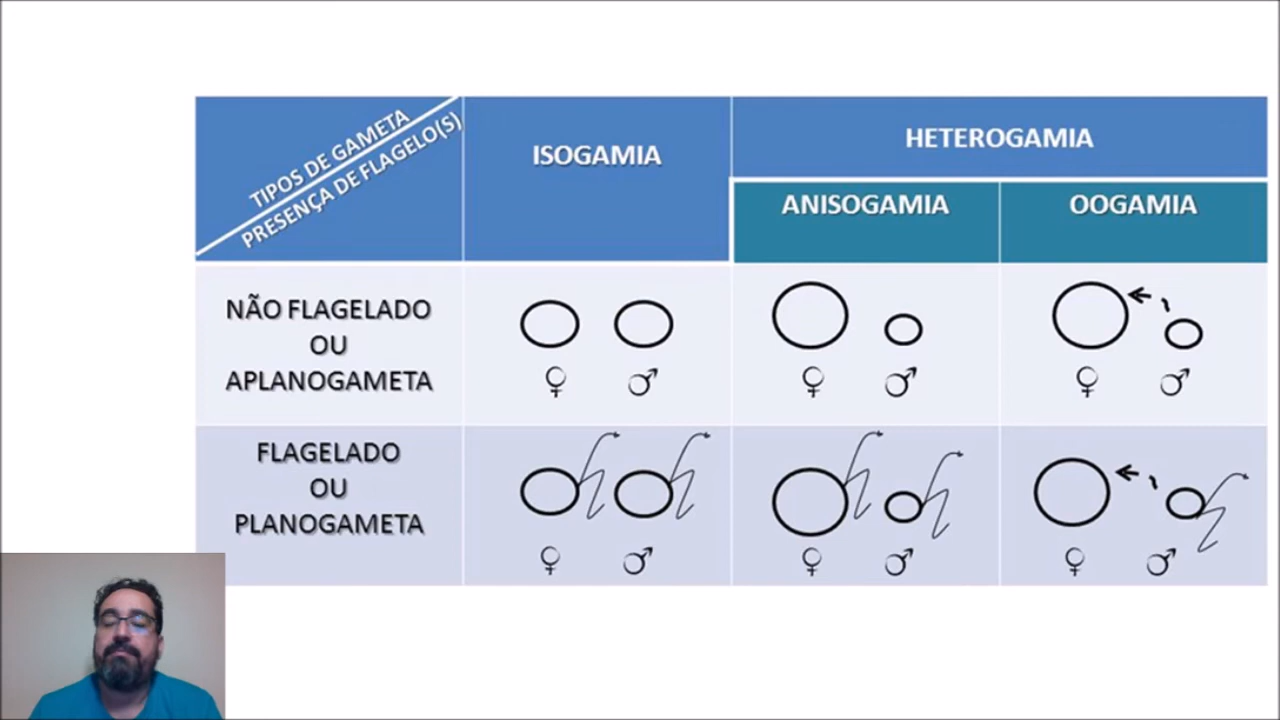 TIPOS DE GAMETA
PRESENÇA DE FLAGELO(S)
ISOGAMIA
HETEROGAMIA
ANISOGAMIA
OOGAMIA
NÃO FLAGELADO
OU
APLANOGAMETA
♀ ♂
♀ ♂
♀ ♂
FLAGELADO
OU
PLANOGAMETA
♀ ♂
♀ ♂
♀ ♂